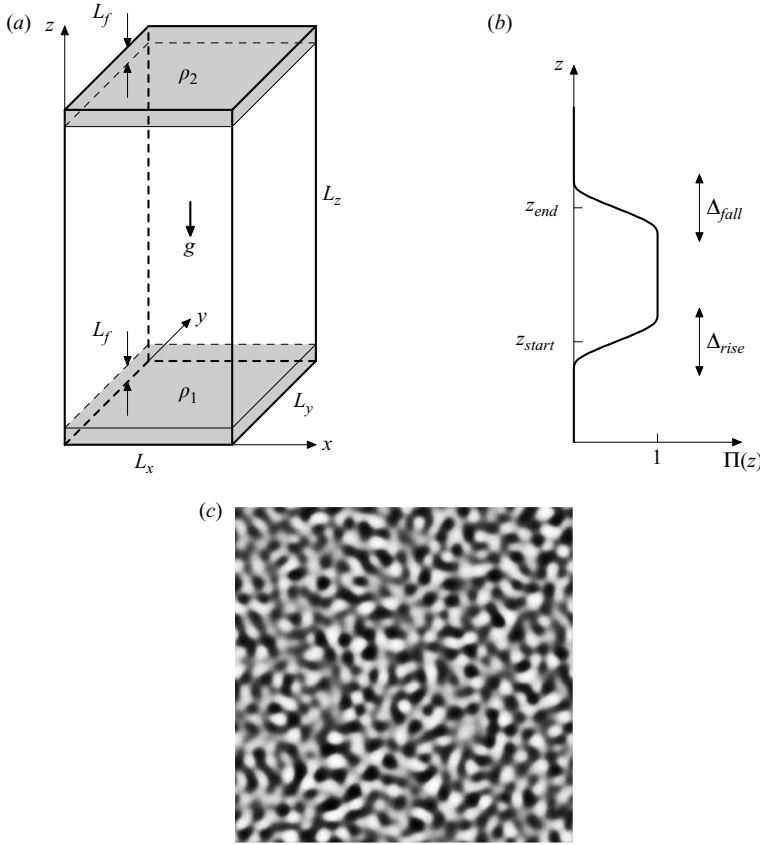 (a)
z
L_f
ρ_2
L_z
g
L_f
y
ρ_1
L_y
x
L_x
(b)
z
z_end
Δ_fall
z_start
Δ_rise
1
Π(z)
(c)